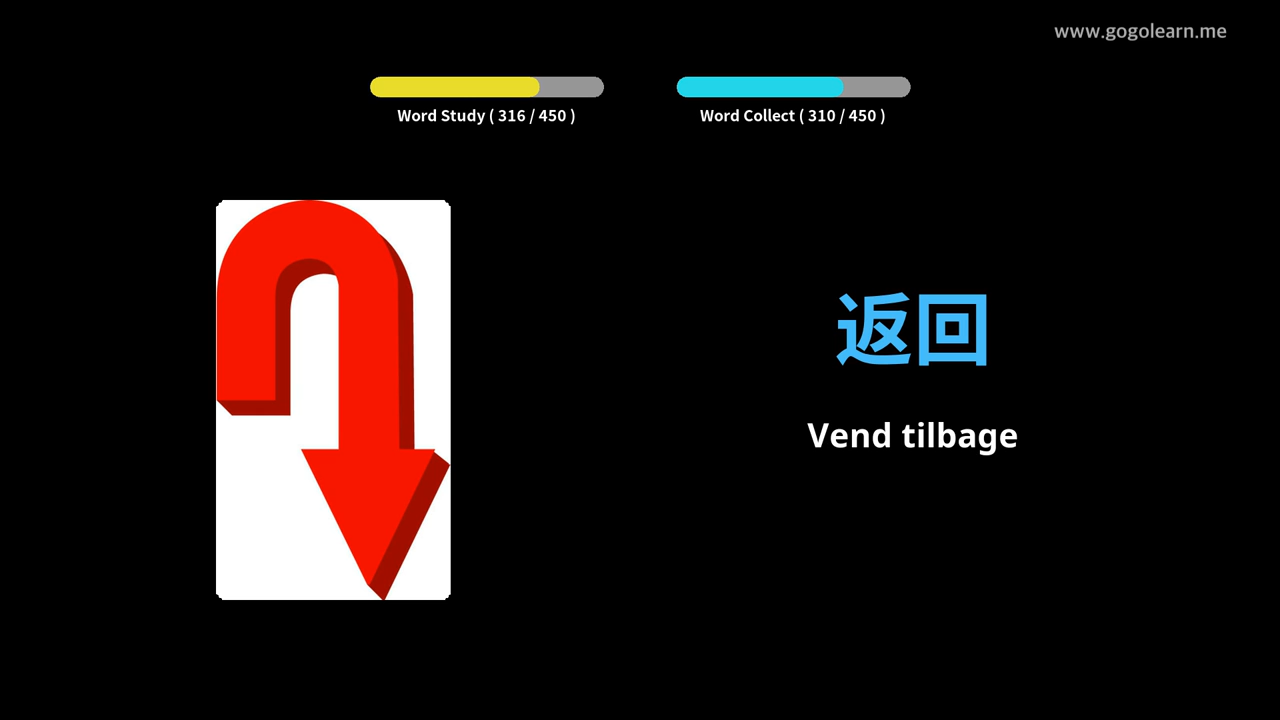 www.gogolearn.me
Word Study ( 316 / 450 )
Word Collect ( 310 / 450 )
返回
Vend tilbage